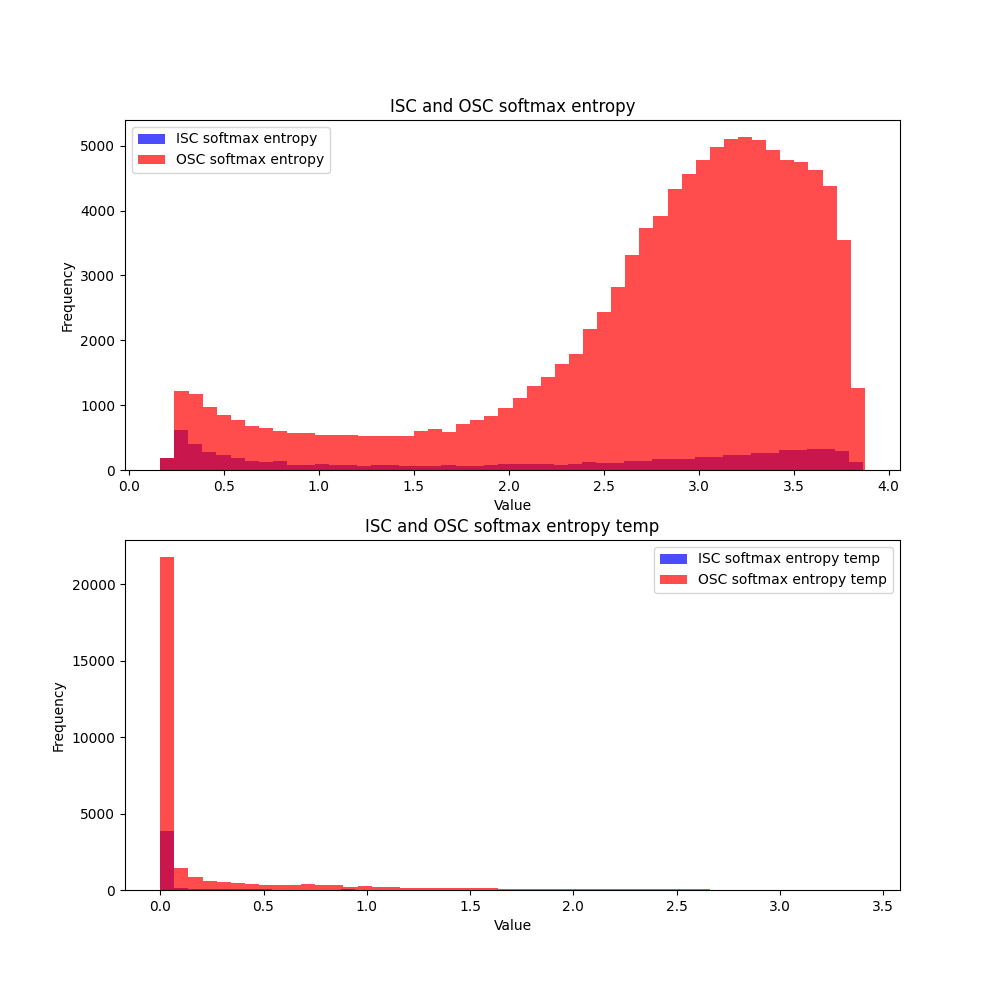 ISC and OSC softmax entropy
ISC softmax entropy
OSC softmax entropy
Frequency
5000
4000
3000
2000
1000
0
0.0 0.5 1.0 1.5 2.0 2.5 3.0 3.5 4.0
Value
ISC and OSC softmax entropy temp
ISC softmax entropy temp
OSC softmax entropy temp
Frequency
20000
15000
10000
5000
0
0.0 0.5 1.0 1.5 2.0 2.5 3.0 3.5
Value